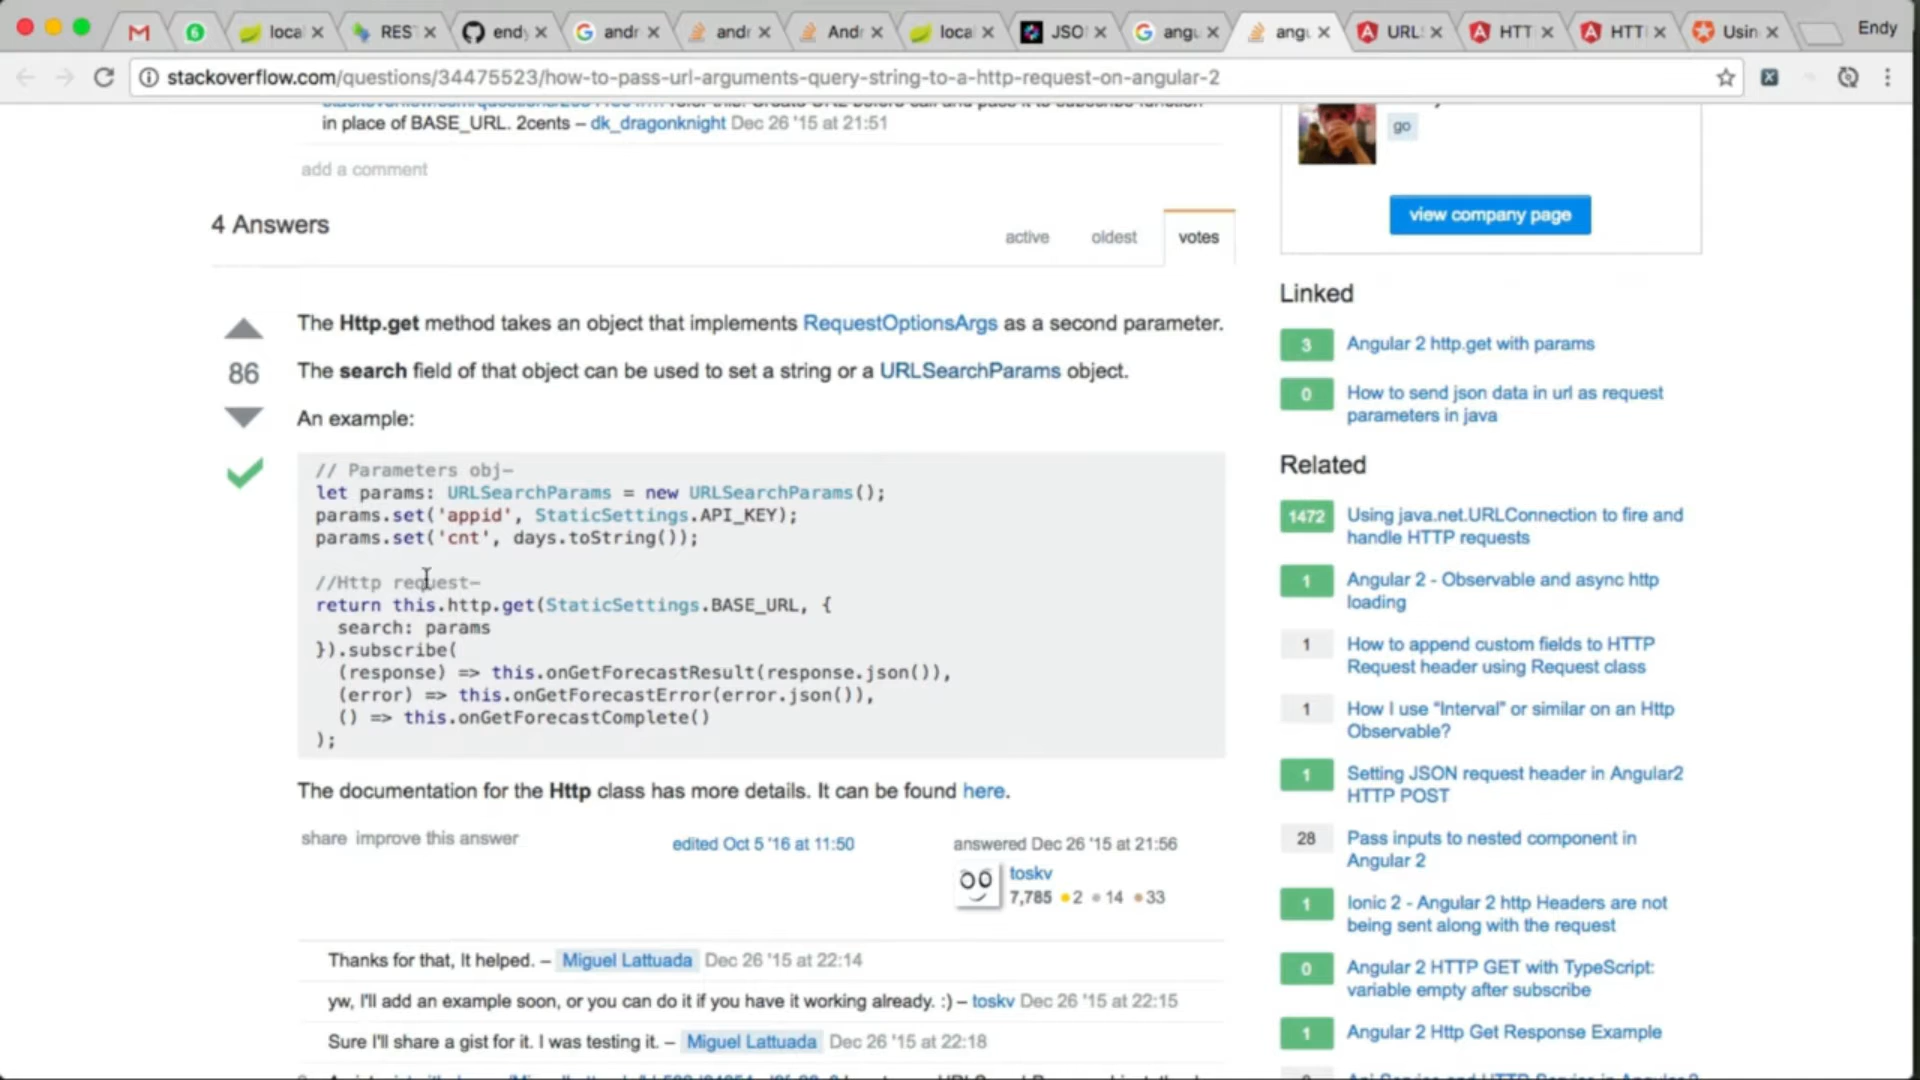 6
local
REST
endy
andr
andr
Andr
local
JSO
angu
angu
URLS
HTT
HTTP
Usin
Endy
stackoverflow.com/questions/34475523/how-to-pass-url-arguments-query-string-to-a-http-request-on-angular-2
in place of BASE_URL. 2cents – dk_dragonknight Dec 26 '15 at 21:51
add a comment
4 Answers
active oldest votes
The Http.get method takes an object that implements RequestOptionsArgs as a second parameter.
86
The search field of that object can be used to set a string or a URLSearchParams object.
An example:
// Parameters obj-
let params: URLSearchParams = new URLSearchParams();
params.set('appid', StaticSettings.API_KEY);
params.set('cnt', days.toString());
//Http request-
return this.http.get(StaticSettings.BASE_URL, {
search: params
}).subscribe(
(response) => this.onGetForecastResult(response.json()),
(error) => this.onGetForecastError(error.json()),
() => this.onGetForecastComplete()
);
The documentation for the Http class has more details. It can be found here.
share improve this answer
edited Oct 5 '16 at 11:50
answered Dec 26 '15 at 21:56
toskv
7,785 2 14 33
Thanks for that, It helped. – Miguel Lattuada Dec 26 '15 at 22:14
yw, I'll add an example soon, or you can do it if you have it working already. :) – toskv Dec 26 '15 at 22:15
Sure I'll share a gist for it. I was testing it. – Miguel Lattuada Dec 26 '15 at 22:18
go
view company page
Linked
3 Angular 2 http.get with params
0 How to send json data in url as request
parameters in java
Related
1472 Using java.net.URLConnection to fire and
handle HTTP requests
1 Angular 2 - Observable and async http
loading
1 How to append custom fields to HTTP
Request header using Request class
1 How I use “Interval” or similar on an Http
Observable?
1 Setting JSON request header in Angular2
HTTP POST
28 Pass inputs to nested component in
Angular 2
1 Ionic 2 - Angular 2 http Headers are not
being sent along with the request
0 Angular 2 HTTP GET with TypeScript:
variable empty after subscribe
1 Angular 2 Http Get Response Example